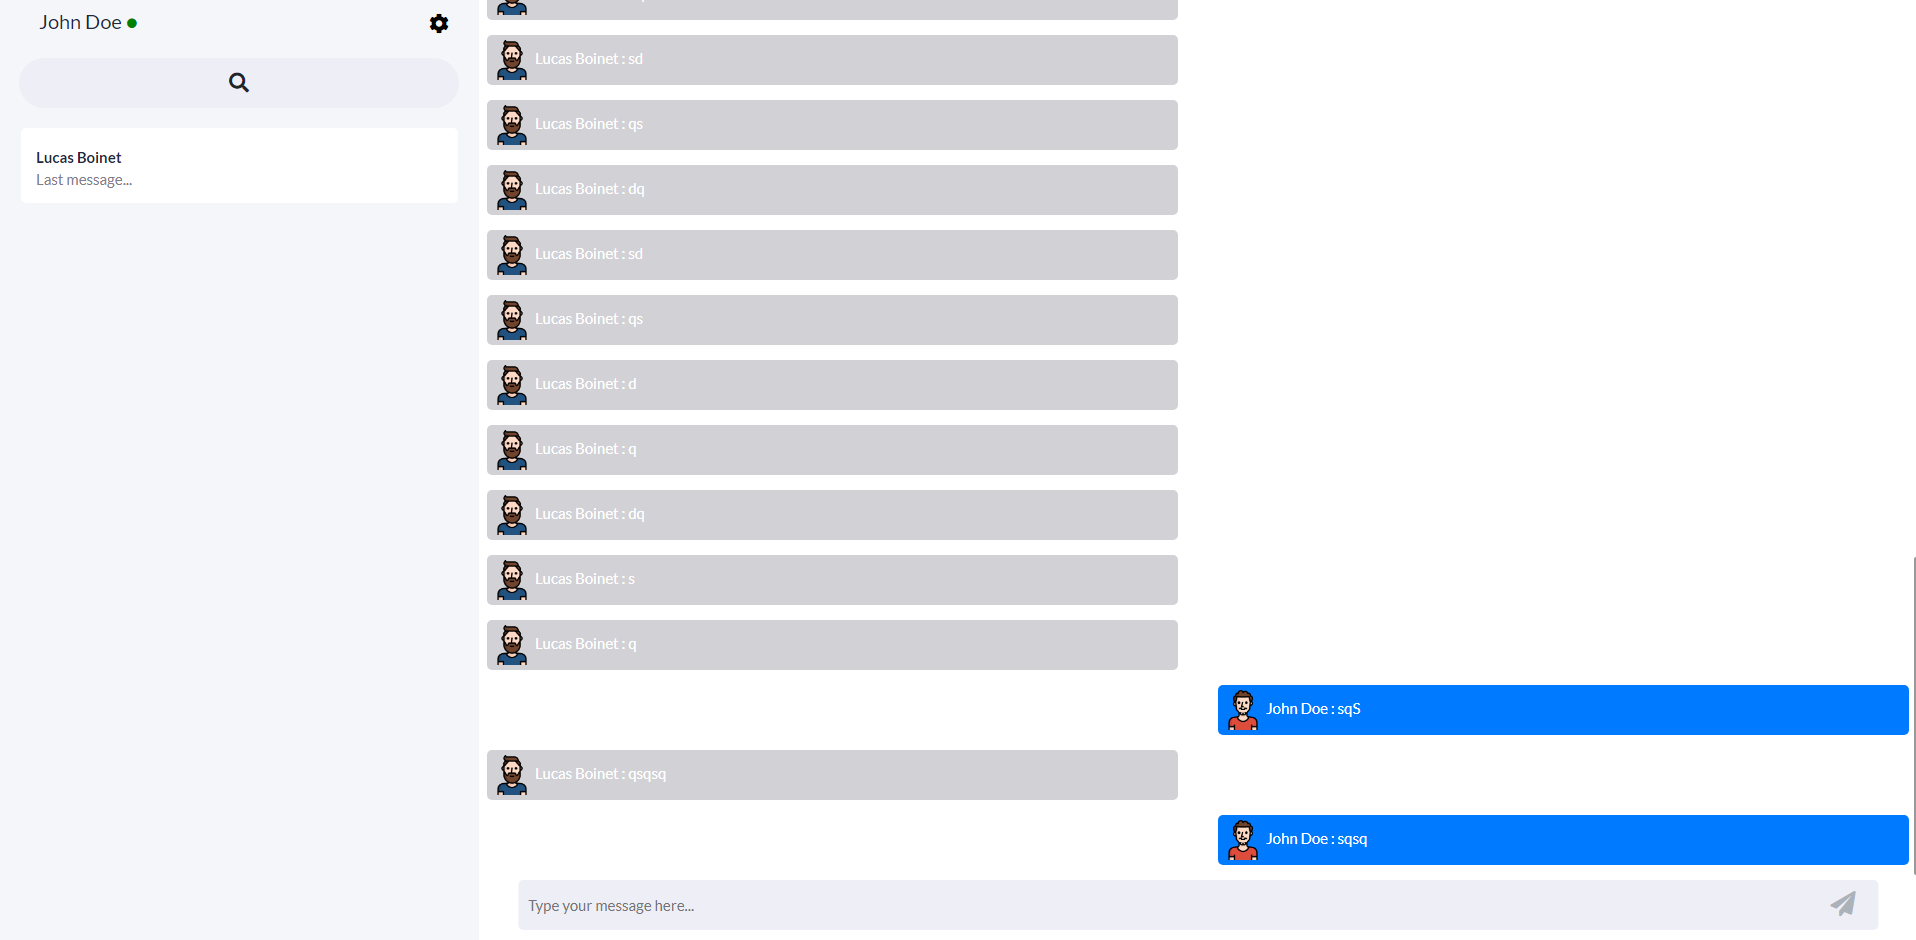 John Doe
Lucas Boinet
Last message...
Lucas Boinet : sd
Lucas Boinet : qs
Lucas Boinet : dq
Lucas Boinet : sd
Lucas Boinet : qs
Lucas Boinet : d
Lucas Boinet : q
Lucas Boinet : dq
Lucas Boinet : s
Lucas Boinet : q
John Doe : sqS
Lucas Boinet : qsqsq
John Doe : sqsq
Type your message here...